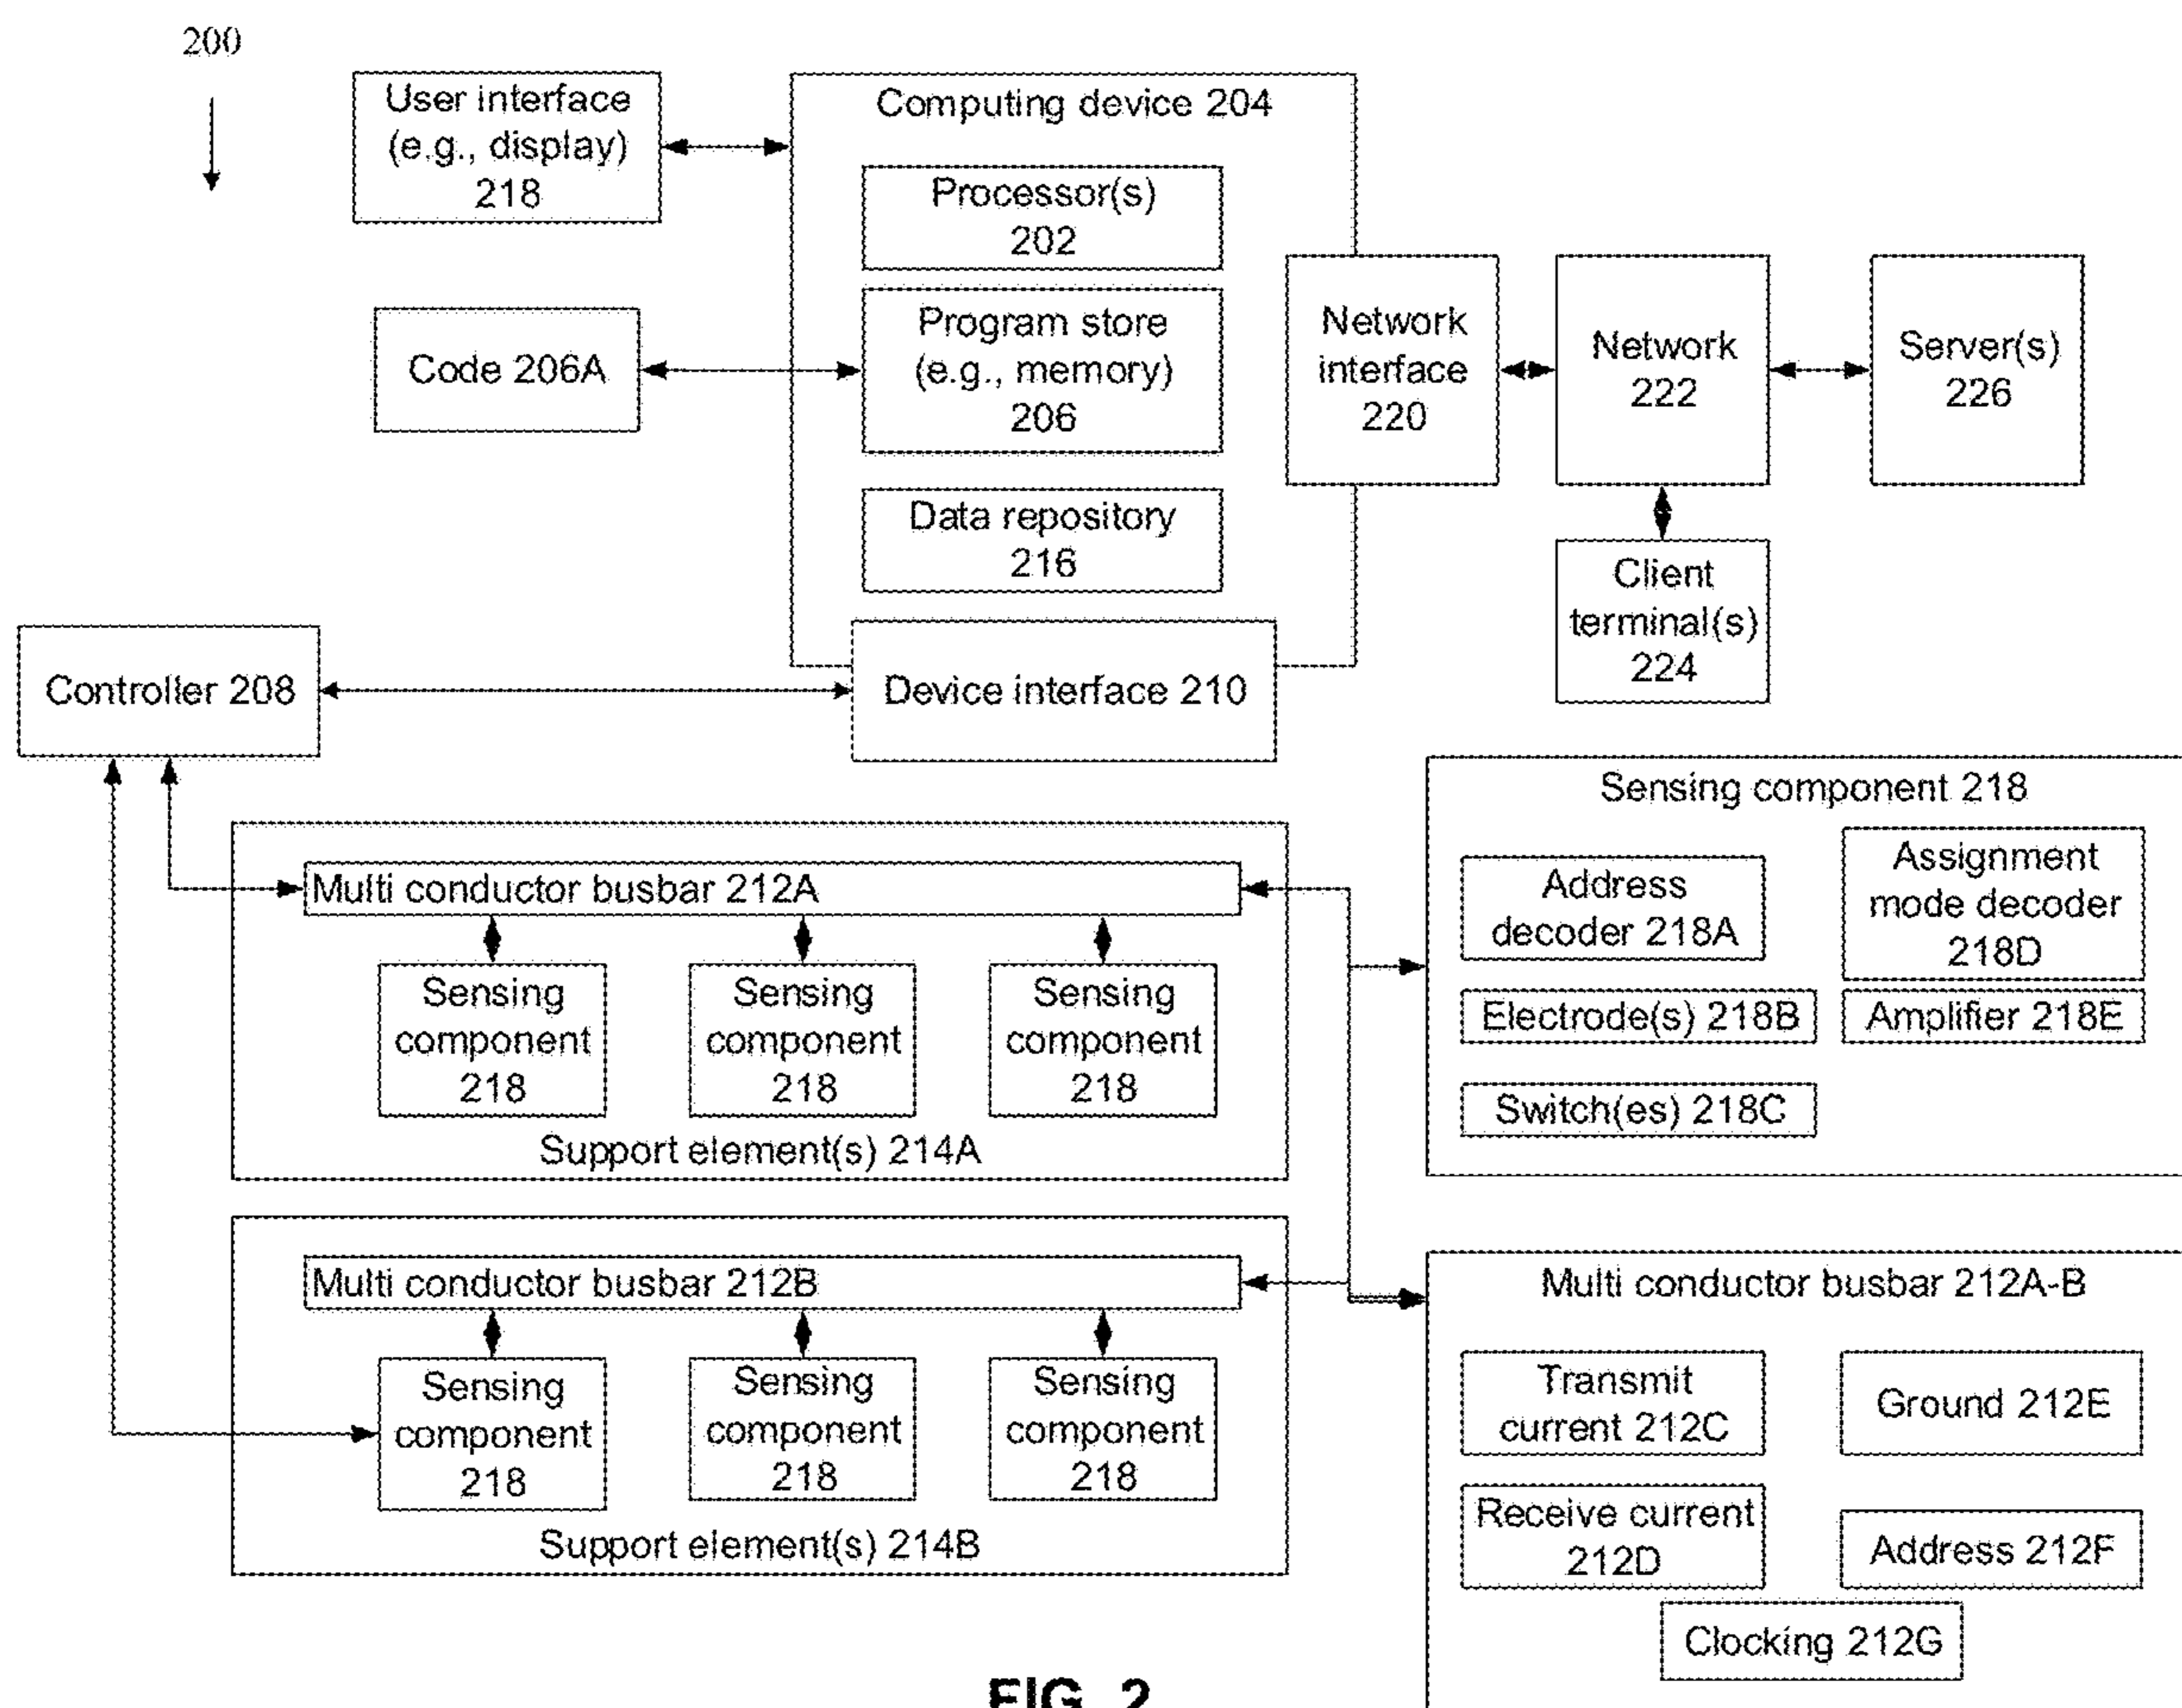 200
User interface
(e.g., display)
218
Computing device 204
Processor(s)
202
Code 206A
Program store
(e.g., memory)
206
Network
interface
220
Network
222
Server(s)
226
Data repository
216
Client
terminal(s)
224
Controller 208
Device interface 210
Multi conductor busbar 212A
Sensing
component
218
Sensing
component
218
Sensing
component
218
Support element(s) 214A
Sensing component 218
Address
decoder 218A
Assignment
mode decoder
218D
Electrode(s) 218B
Amplifier 218E
Switch(es) 218C
Multi conductor busbar 212B
Sensing
component
218
Sensing
component
218
Sensing
component
218
Support element(s) 214B
Multi conductor busbar 212A-B
Transmit
current 212C
Ground 212E
Receive current
212D
Address 212F
Clocking 212G
FIG. 2